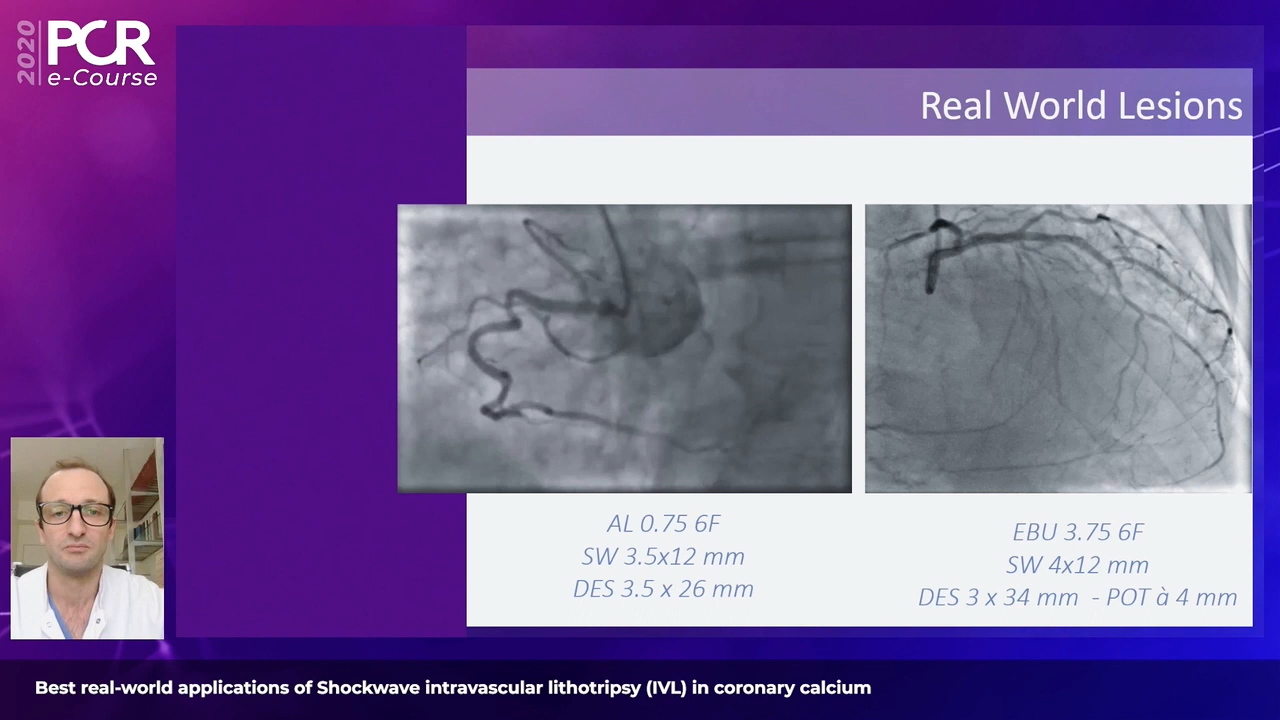 2020
PCR
e-Course
Real World Lesions
AL 0.75 6F
SW 3.5x12 mm
DES 3.5 x 26 mm
EBU 3.75 6F
SW 4x12 mm
DES 3 x 34 mm - POT à 4 mm
Best real-world applications of Shockwave intravascular lithotripsy (IVL) in coronary calcium